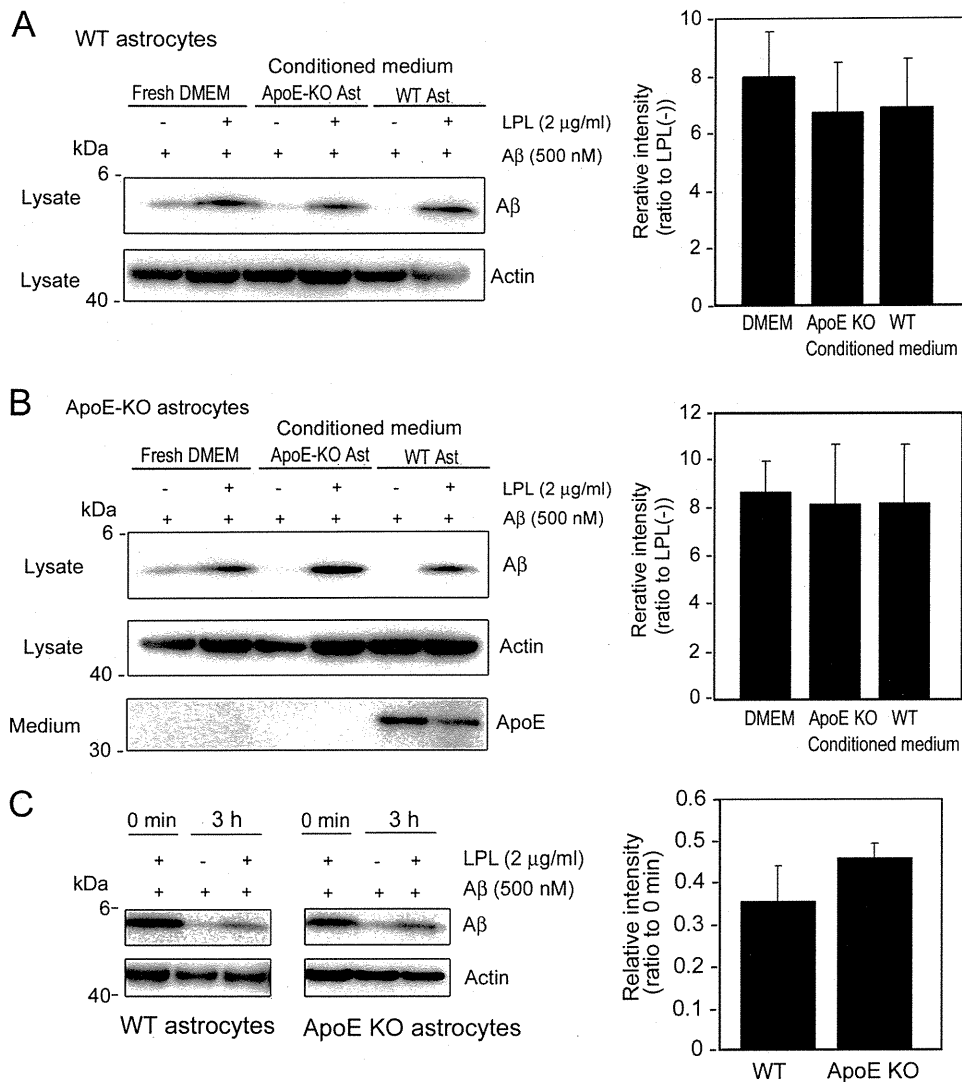 A
WT astrocytes
Conditioned medium
Fresh DMEM ApoE-KO Ast WT Ast
- + - + - + LPL (2 μg/ml)
kDa + + + + + + Aβ (500 nM)
6 -
Lysate Aβ
Lysate Actin
40 -
Rerative intensity
(ratio to LPL(-))
10
8
6
4
2
0
DMEM ApoE KO WT
Conditioned medium
B
ApoE-KO astrocytes
Conditioned medium
Fresh DMEM ApoE-KO Ast WT Ast
- + - + - + LPL (2 μg/ml)
kDa + + + + + + Aβ (500 nM)
6 -
Lysate Aβ
Lysate Actin
40 -
Medium ApoE
30 -
Rerative intensity
(ratio to LPL(-))
12
10
8
6
4
2
0
DMEM ApoE KO WT
Conditioned medium
C
0 min 3 h 0 min 3 h
+ - + + - + LPL (2 μg/ml)
kDa + + + + + + Aβ (500 nM)
6-
Aβ
Actin
40-
WT astrocytes ApoE KO astrocytes
Relative intensity
(ratio to 0 min)
0.6
0.5
0.4
0.3
0.2
0.1
0
WT ApoE KO